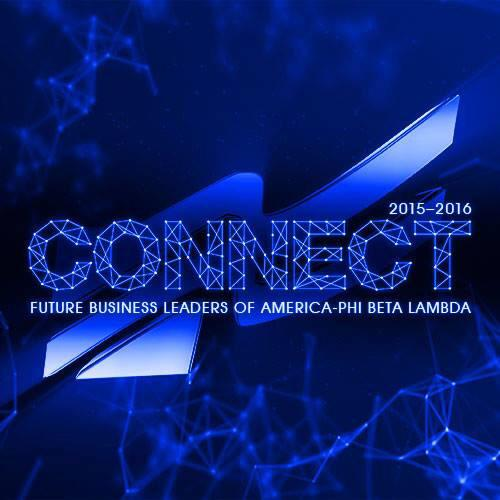 2015–2016
CONNECT
FUTURE BUSINESS LEADERS OF AMERICA-PHI BETA LAMBDA